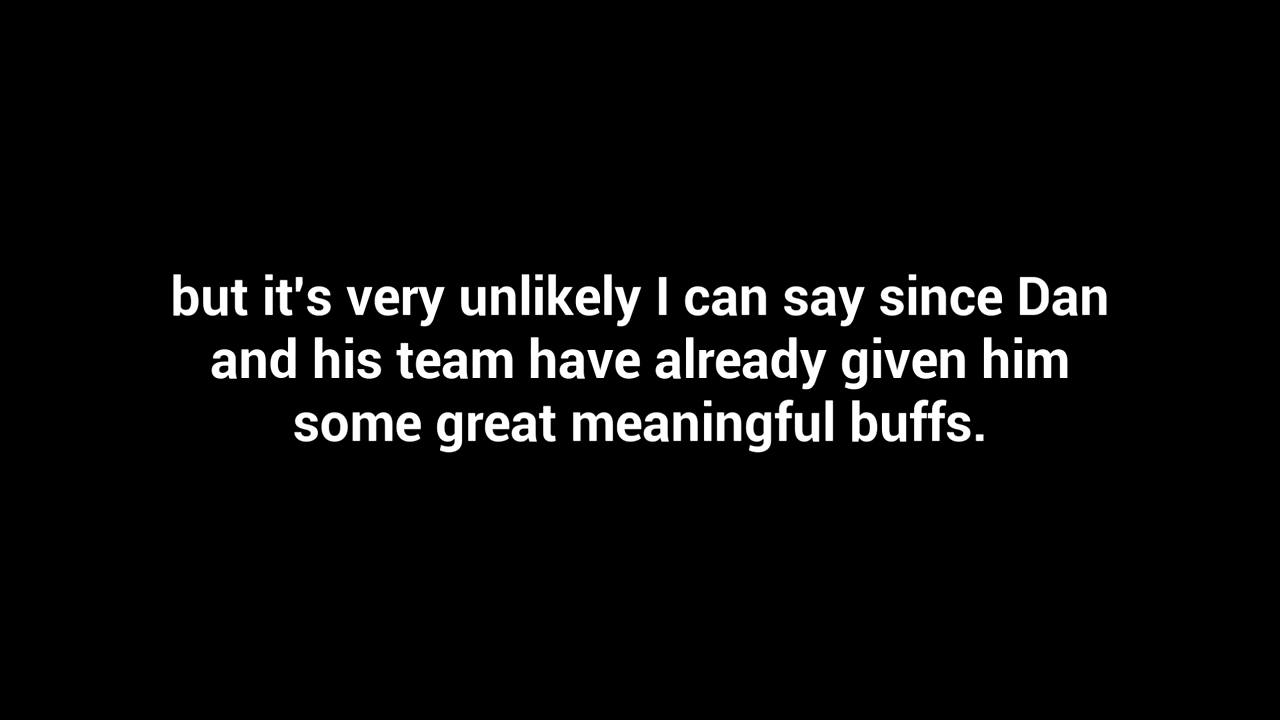 but it's very unlikely I can say since Dan
and his team have already given him
some great meaningful buffs.